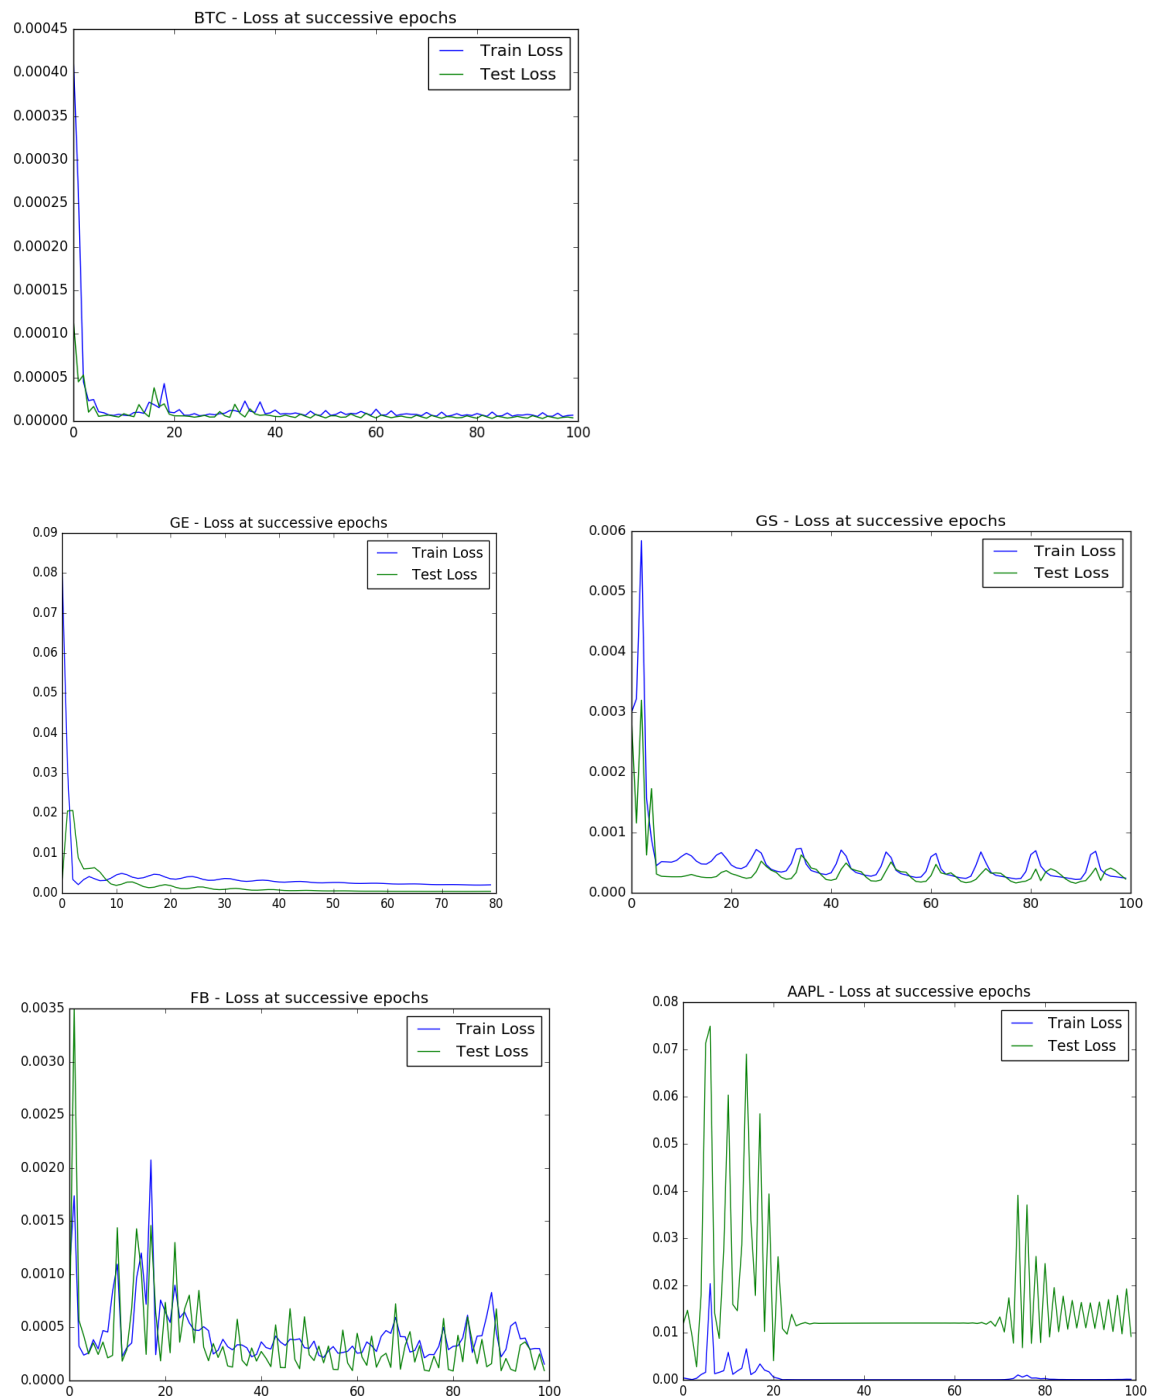 BTC - Loss at successive epochs
0.00045
Train Loss
Test Loss
0.00040
0.00035
0.00030
0.00025
0.00020
0.00015
0.00010
0.00005
0.00000
0 20 40 60 80 100
GE - Loss at successive epochs
0.09
Train Loss
Test Loss
0.08
0.07
0.06
0.05
0.04
0.03
0.02
0.01
0.00
0 10 20 30 40 50 60 70 80
GS - Loss at successive epochs
0.006
Train Loss
Test Loss
0.005
0.004
0.003
0.002
0.001
0.000
0 20 40 60 80 100
FB - Loss at successive epochs
0.0035
Train Loss
Test Loss
0.0030
0.0025
0.0020
0.0015
0.0010
0.0005
0.0000
0 20 40 60 80 100
AAPL - Loss at successive epochs
0.08
Train Loss
Test Loss
0.07
0.06
0.05
0.04
0.03
0.02
0.01
0.00
0 20 40 60 80 100